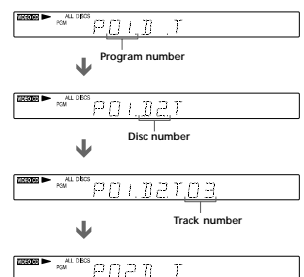 VIDEO CD ALL DISCS
PGM P01.D .T
Program number
VIDEO CD ALL DISCS
PGM P01.D2.T
Disc number
VIDEO CD ALL DISCS
PGM P01.D2T03
Track number
VIDEO CD ALL DISCS
PGM P02D T